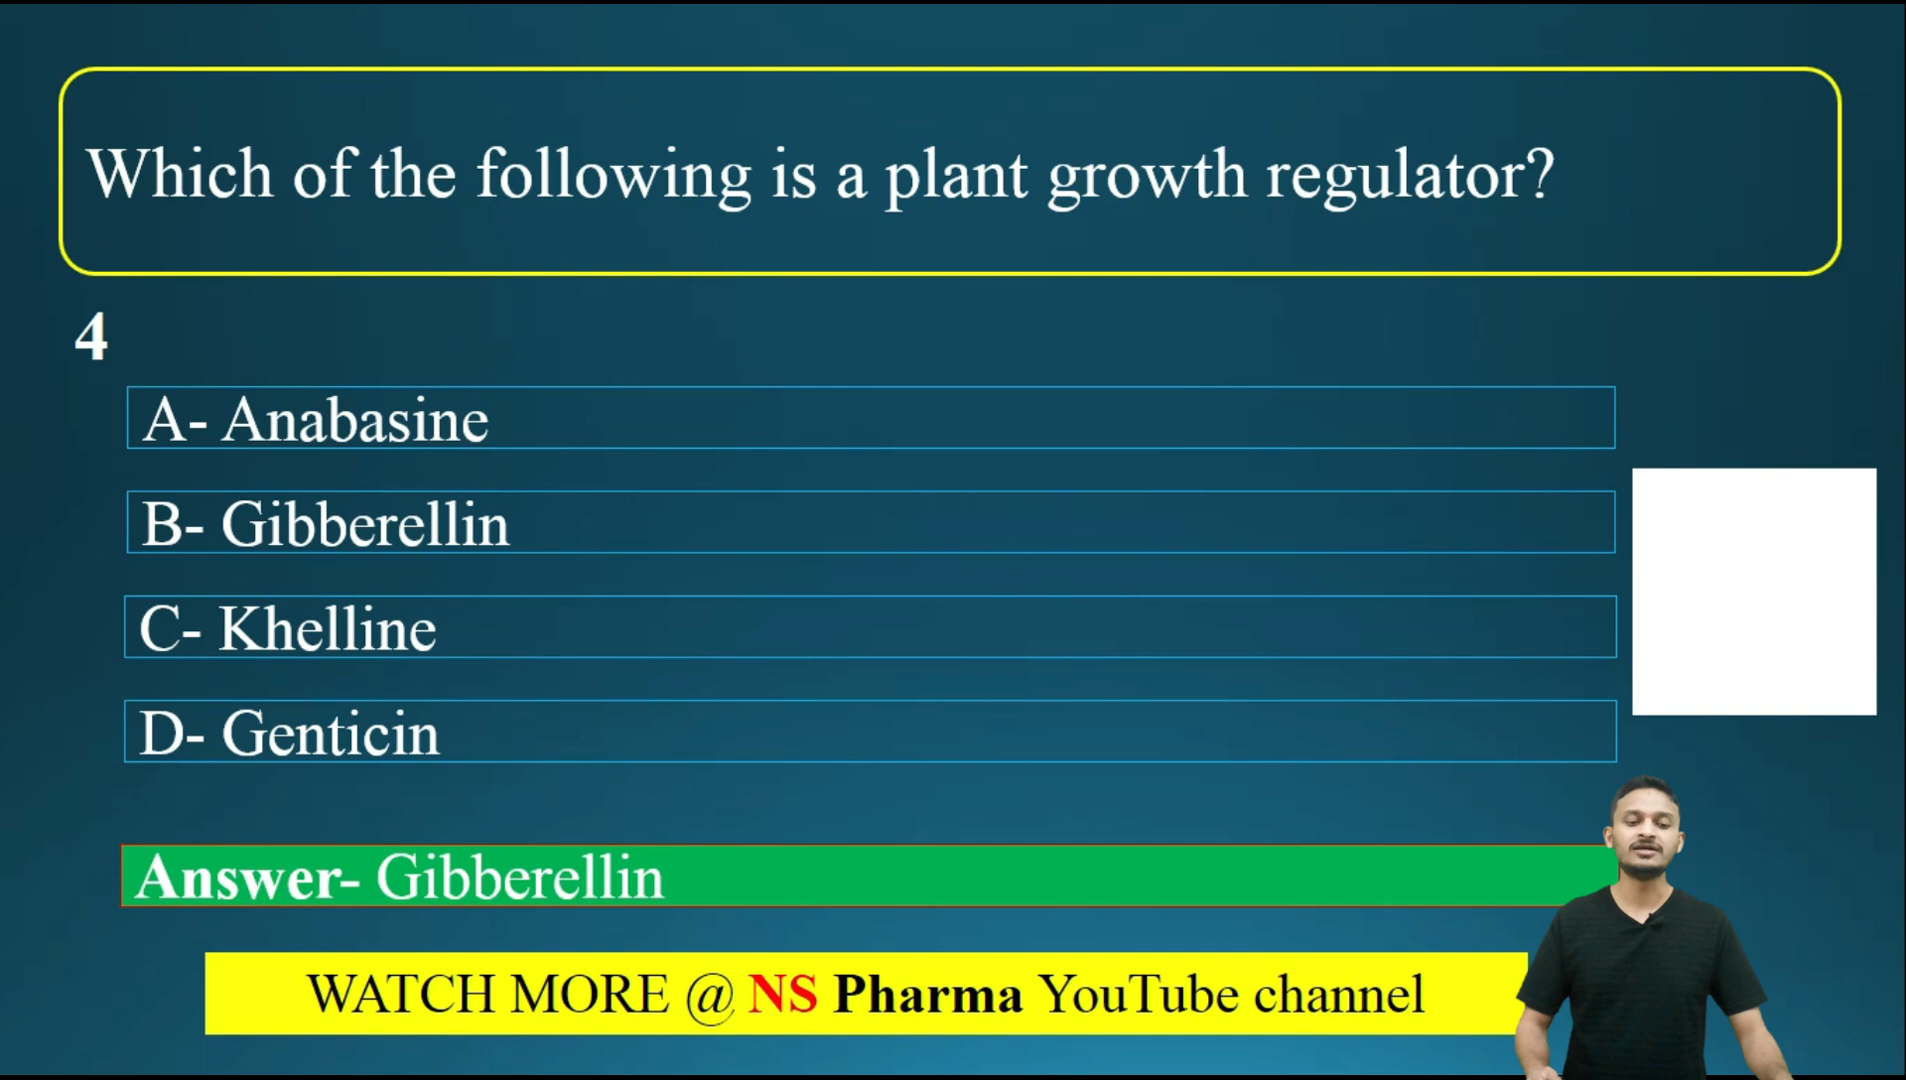 Which of the following is a plant growth regulator?
4
A- Anabasine
B- Gibberellin
C- Khelline
D- Genticin
Answer- Gibberellin
WATCH MORE @ NS Pharma YouTube channel